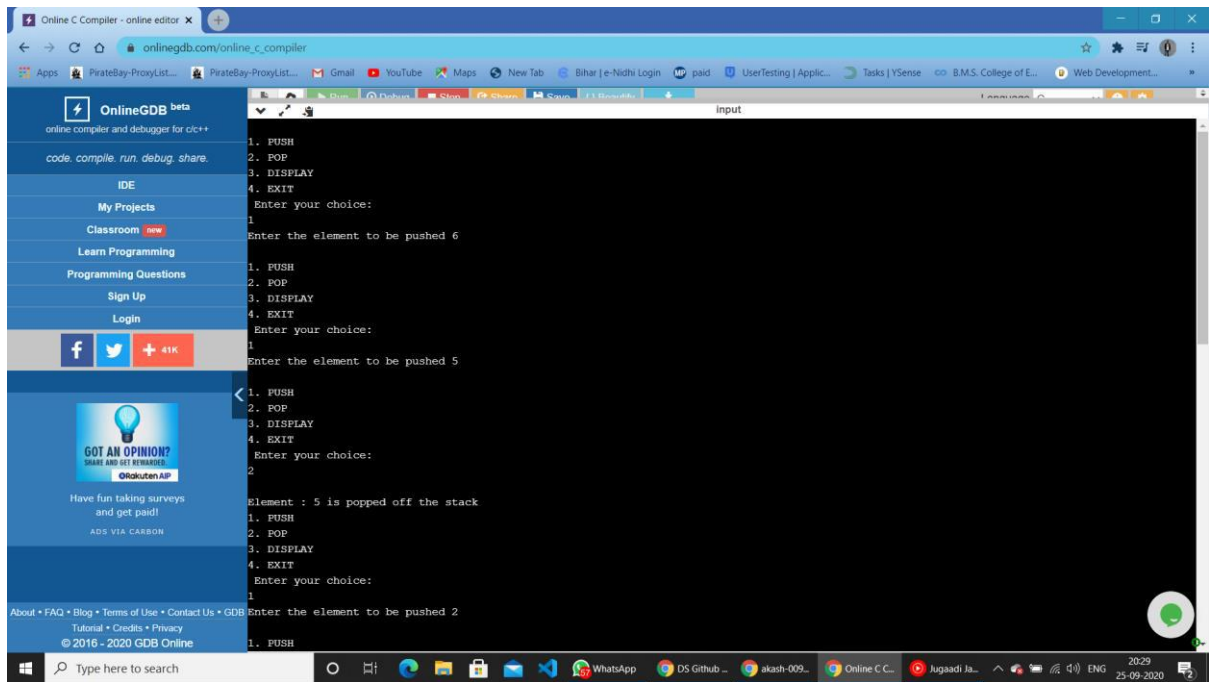 Online C Compiler - online editor
onlinegdb.com/online_c_compiler
Apps PirateBay-ProxyList.... PirateBay-ProxyList.... Gmail YouTube Maps New Tab Bihar | e-Nidhi Login paid UserTesting | Applic... Tasks | YSense B.M.S. College of E... Web Development...
OnlineGDB beta
online compiler and debugger for c/c++
code. compile. run. debug. share.
IDE
My Projects
Classroom new
Learn Programming
Programming Questions
Sign Up
Login
41K
GOT AN OPINION?
SHARE AND GET REWARDED.
Rakuten AIP
Have fun taking surveys
and get paid!
ADS VIA CARBON
About • FAQ • Blog • Terms of Use • Contact Us • GDB
Tutorial • Credits • Privacy
© 2016 - 2020 GDB Online
Run Debug Stop Share Save Beautify
Language C
input
1. PUSH
2. POP
3. DISPLAY
4. EXIT
Enter your choice:
1
Enter the element to be pushed 6
1. PUSH
2. POP
3. DISPLAY
4. EXIT
Enter your choice:
1
Enter the element to be pushed 5
1. PUSH
2. POP
3. DISPLAY
4. EXIT
Enter your choice:
2
Element : 5 is popped off the stack
1. PUSH
2. POP
3. DISPLAY
4. EXIT
Enter your choice:
1
Enter the element to be pushed 2
1. PUSH
Type here to search
WhatsApp DS Github _ akash-009... Online C C... Jugaadi Ja... ENG
20:29
25-09-2020